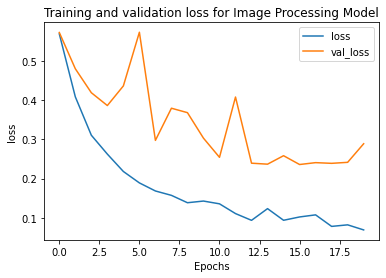 Training and validation loss for Image Processing Model
loss
val_loss
loss
0.5
0.4
0.3
0.2
0.1
0.0 2.5 5.0 7.5 10.0 12.5 15.0 17.5
Epochs